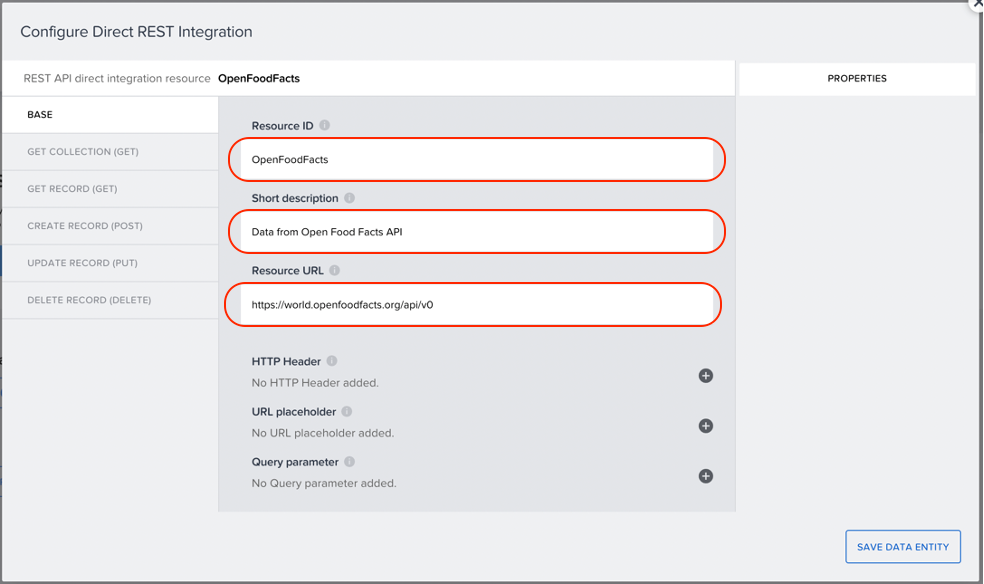 Configure Direct REST Integration
REST API direct integration resource OpenFoodFacts
PROPERTIES
BASE
GET COLLECTION (GET)
GET RECORD (GET)
CREATE RECORD (POST)
UPDATE RECORD (PUT)
DELETE RECORD (DELETE)
Resource ID
OpenFoodFacts
Short description
Data from Open Food Facts API
Resource URL
https://world.openfoodfacts.org/api/v0
HTTP Header
No HTTP Header added.
URL placeholder
No URL placeholder added.
Query parameter
No Query parameter added.
SAVE DATA ENTITY